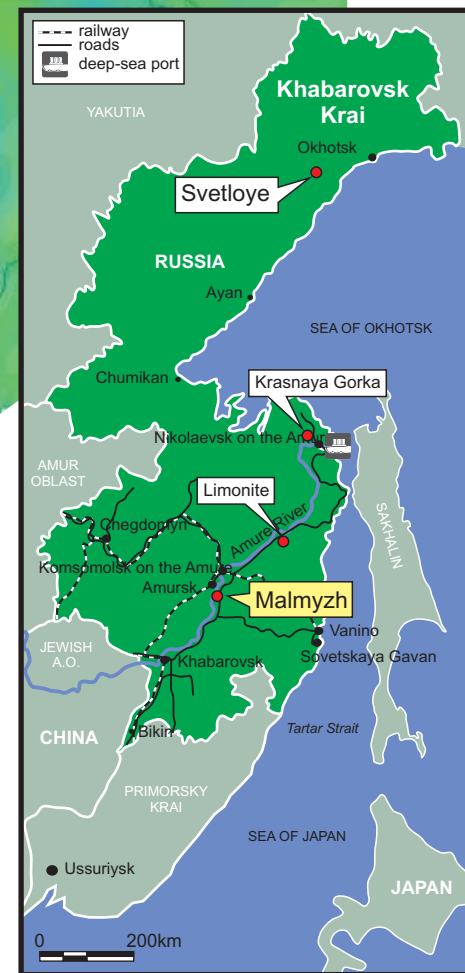 railway
roads
deep-sea port
Khabarovsk
Krai
YAKUTIA
Okhotsk
Svetloye
RUSSIA
Ayan
SEA OF OKHOTSK
Chumikan
Krasnaya Gorka
Nikolaevsk on the Amur
AMUR
OBLAST
Limonite
Chegdomyn
Amure River
SAKHALIN
Komsomolsk on the Amure
Amursk
Malmyzh
JEWISH
A.O.
Vanino
Khabarovsk
Sovetskaya Gavan
CHINA
Bikin
Tartar Strait
PRIMORSKY
KRAI
SEA OF JAPAN
Ussuriysk
JAPAN
0 200km